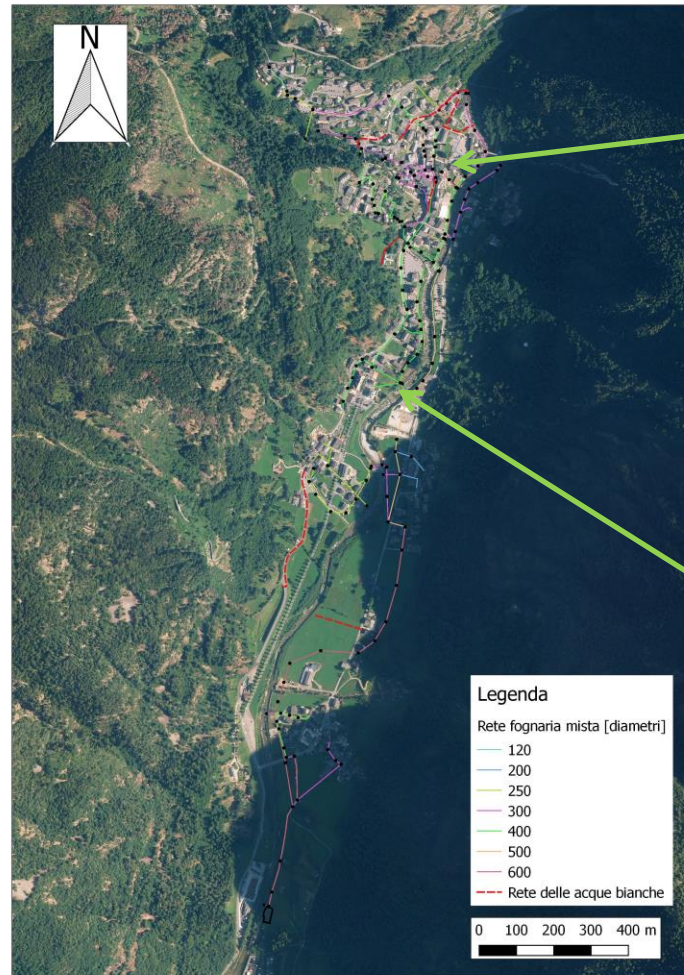 N
Legenda
Rete fognaria mista [diametri]
120
200
250
300
400
500
600
Rete delle acque bianche
0 100 200 300 400 m